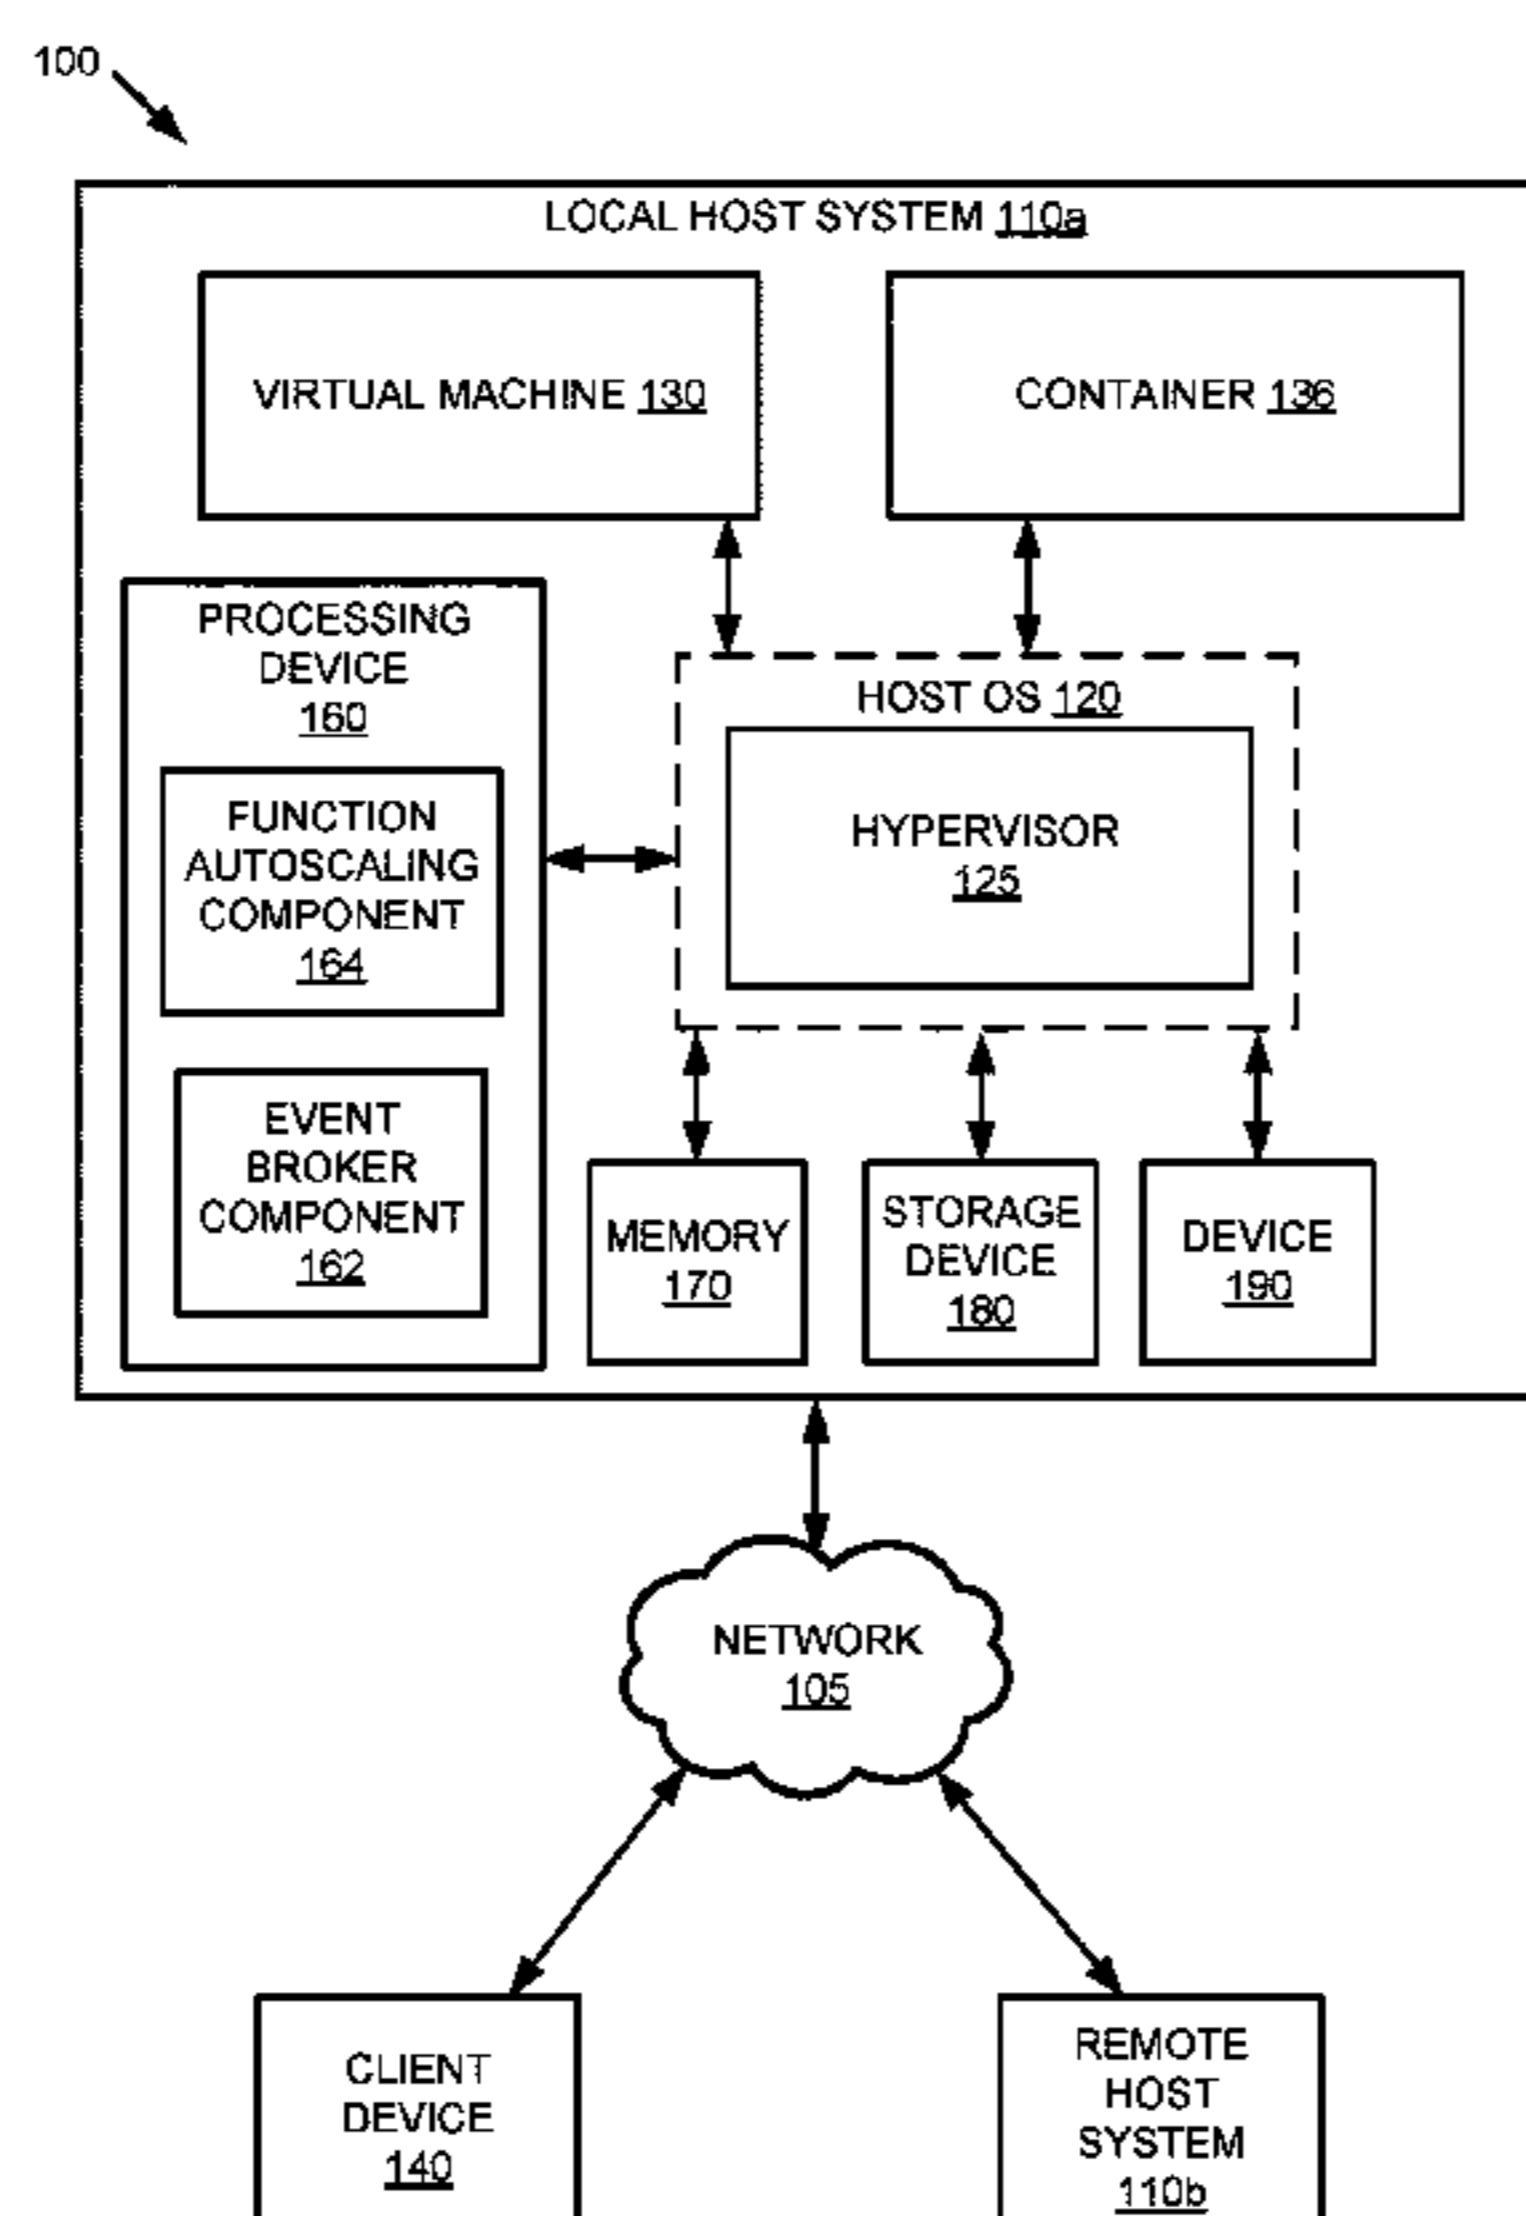 100
LOCAL HOST SYSTEM 110a
VIRTUAL MACHINE 130
CONTAINER 136
PROCESSING
DEVICE
160
FUNCTION
AUTOSCALING
COMPONENT
164
EVENT
BROKER
COMPONENT
162
HOST OS 120
HYPERVISOR
125
MEMORY
170
STORAGE
DEVICE
180
DEVICE
190
NETWORK
105
CLIENT
DEVICE
140
REMOTE
HOST
SYSTEM
110b